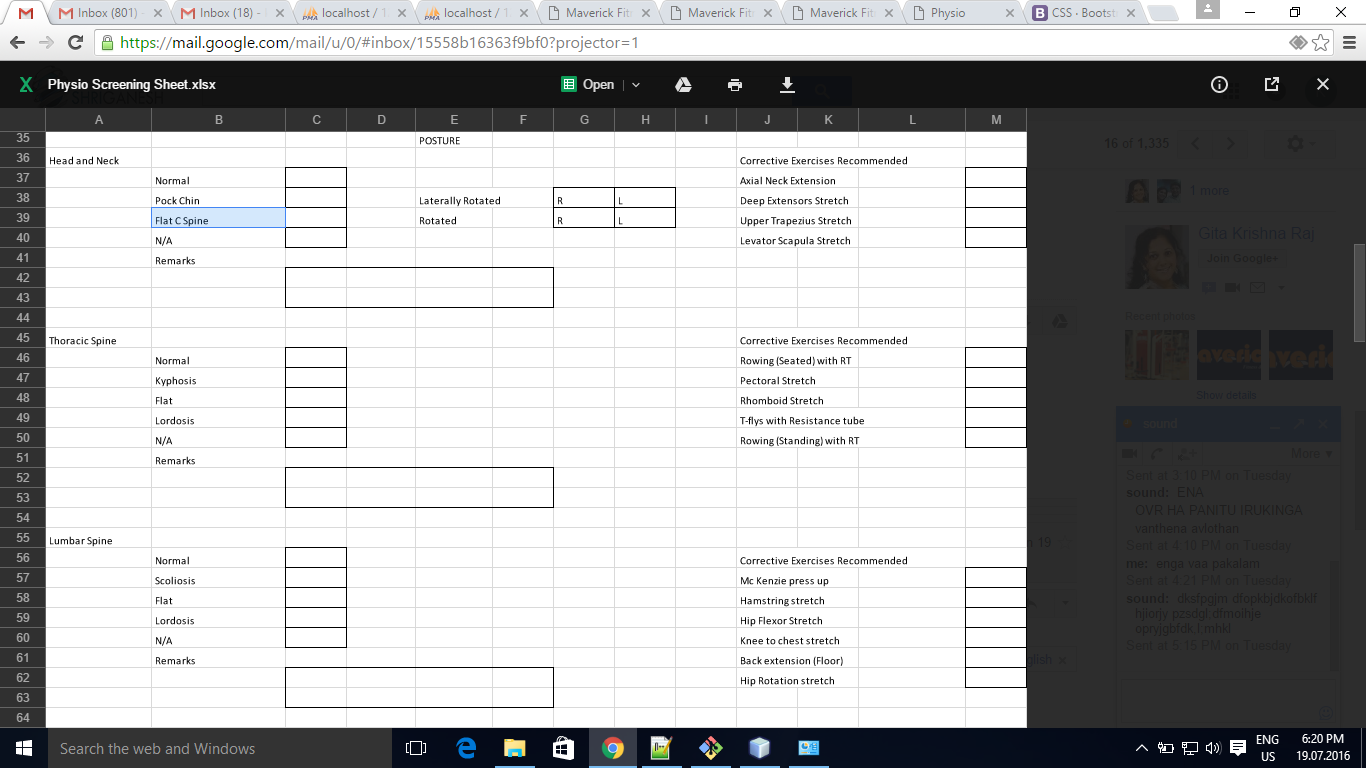 Inbox (801) -
Inbox (18) -
localhost / 1
localhost / 1
Maverick Fit
Maverick Fit
Maverick Fit
Physio
CSS · Bootst
https://mail.google.com/mail/u/0/#inbox/15558b16363f9bf0?projector=1
Physio Screening Sheet.xlsx
Open
A B C D E F G H I J K L M
35 POSTURE
36 Head and Neck Corrective Exercises Recommended
37 Normal Axial Neck Extension
38 Pock Chin Laterally Rotated R L Deep Extensors Stretch
39 Flat C Spine Rotated R L Upper Trapezius Stretch
40 N/A Levator Scapula Stretch
41 Remarks
42
43
44
45 Thoracic Spine Corrective Exercises Recommended
46 Normal Rowing (Seated) with RT
47 Kyphosis Pectoral Stretch
48 Flat Rhomboid Stretch
49 Lordosis T-flys with Resistance tube
50 N/A Rowing (Standing) with RT
51 Remarks
52
53
54
55 Lumbar Spine
56 Normal Corrective Exercises Recommended
57 Scoliosis Mc Kenzie press up
58 Flat Hamstring stretch
59 Lordosis Hip Flexor Stretch
60 N/A Knee to chest stretch
61 Remarks Back extension (Floor)
62 Hip Rotation stretch
63
64
16 of 1,335
1 more
Gita Krishna Raj
Join Google+
Recent photos
Show details
sound
More
Sent at 3:10 PM on Tuesday
sound: ENA
OVR HA PANITU IRUKINGA
vanthena avlothan
Sent at 4:10 PM on Tuesday
me: enga vaa pakalam
Sent at 4:21 PM on Tuesday
Sent at 5:15 PM on Tuesday
Search the web and Windows
ENG
US
6:20 PM
19.07.2016